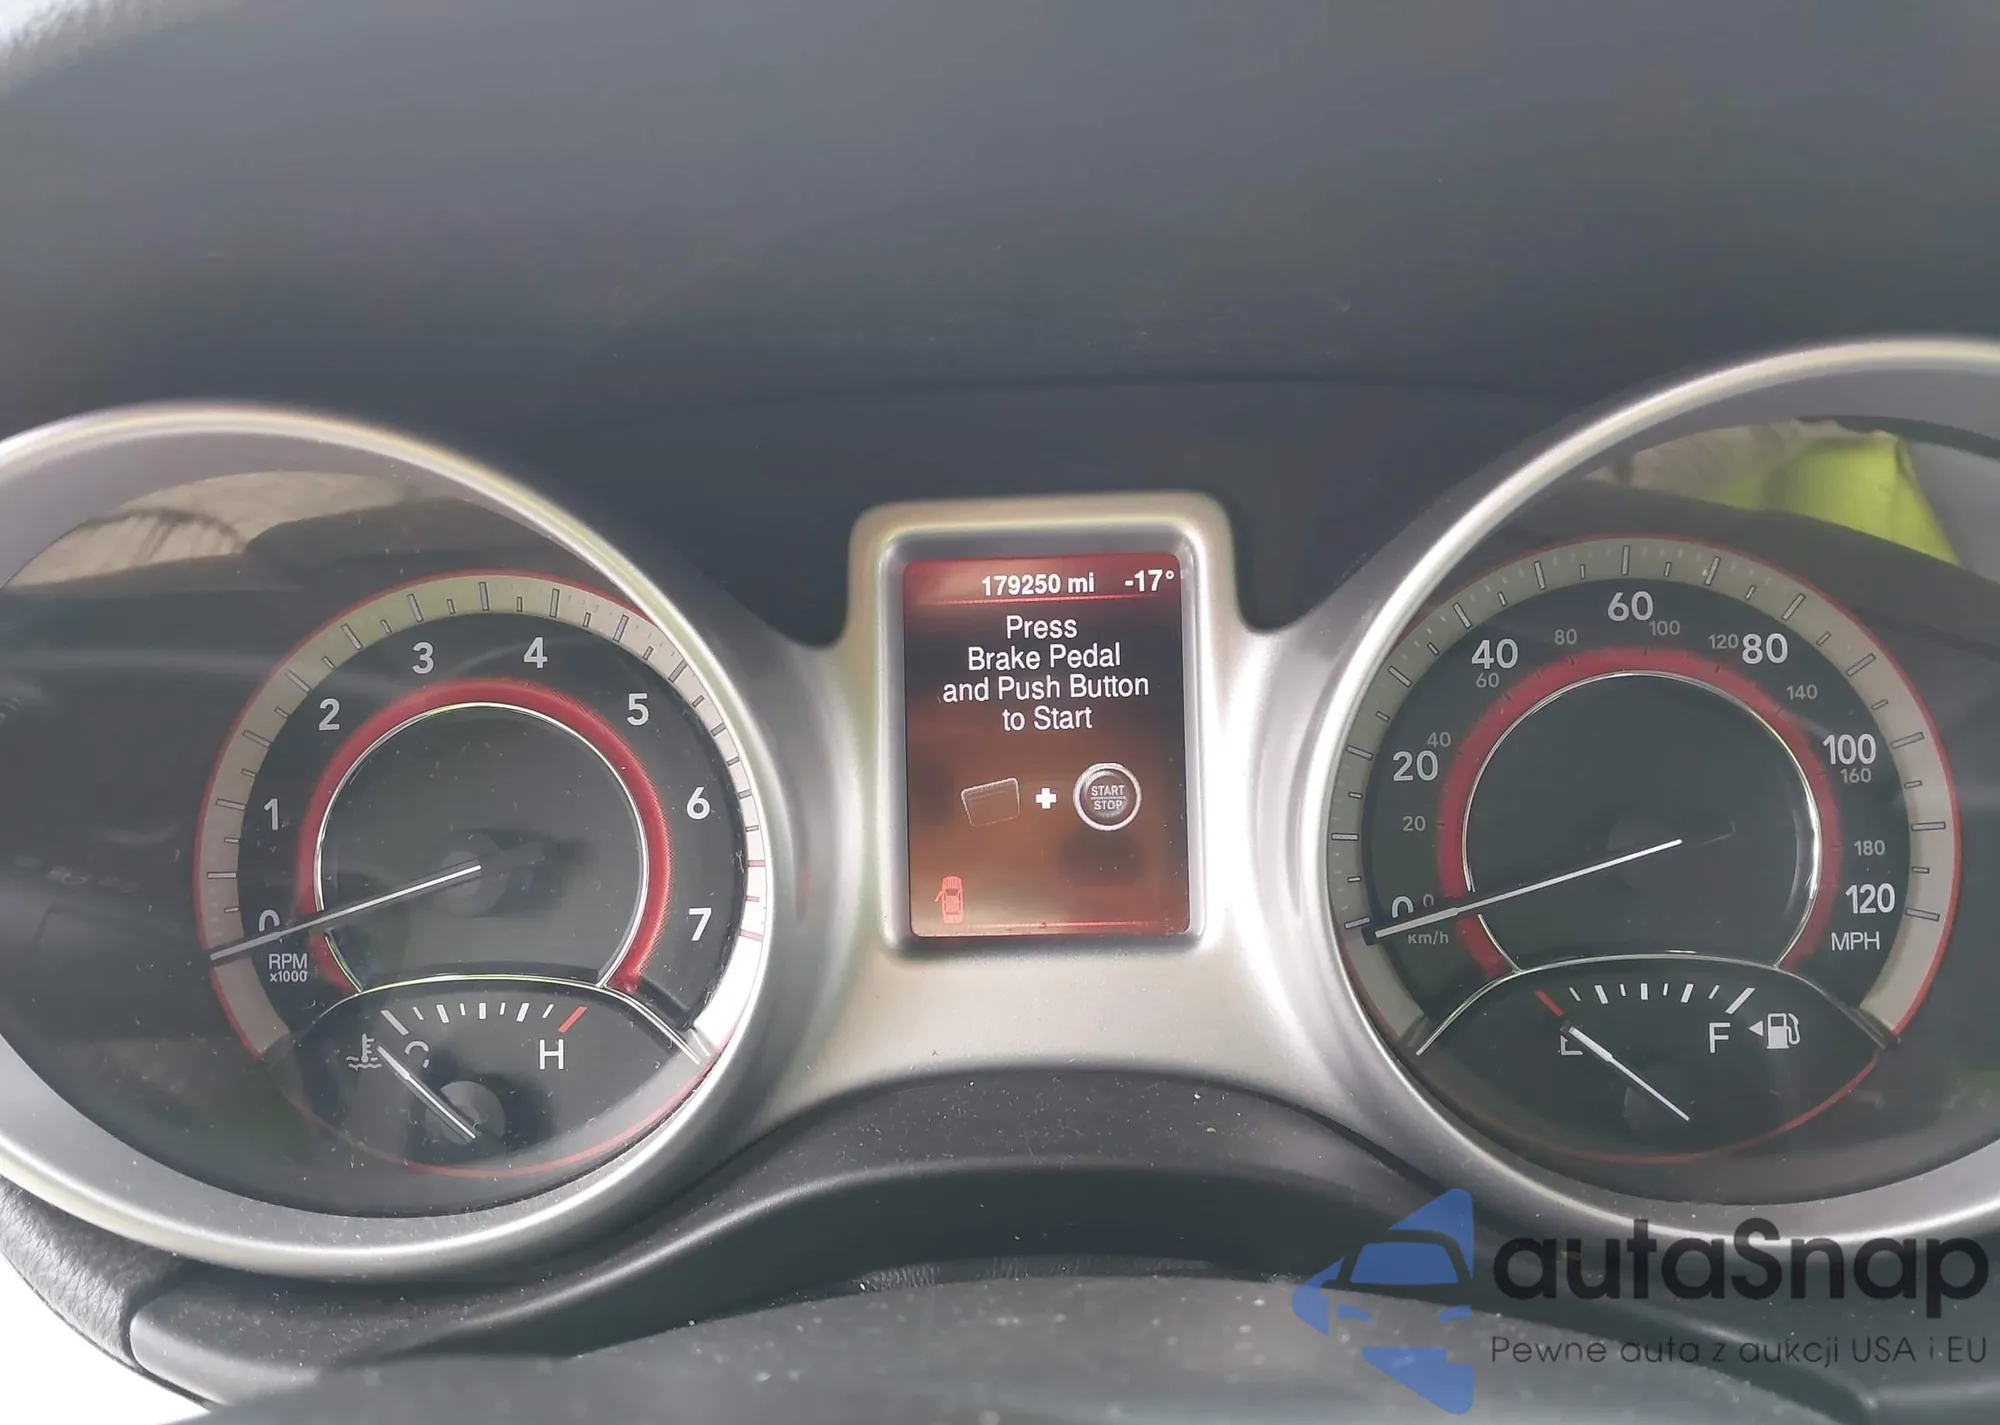 179250 mi -17°
Press
Brake Pedal
and Push Button
to Start
START
STOP
0 1 2 3 4 5 6 7
RPM
x1000
C H
0 20 40 60 80 100 120
MPH
0 20 40 60 80 100 120 140 160 180
km/h
E F
autaSnap
Pewne auta z aukcji USA i EU